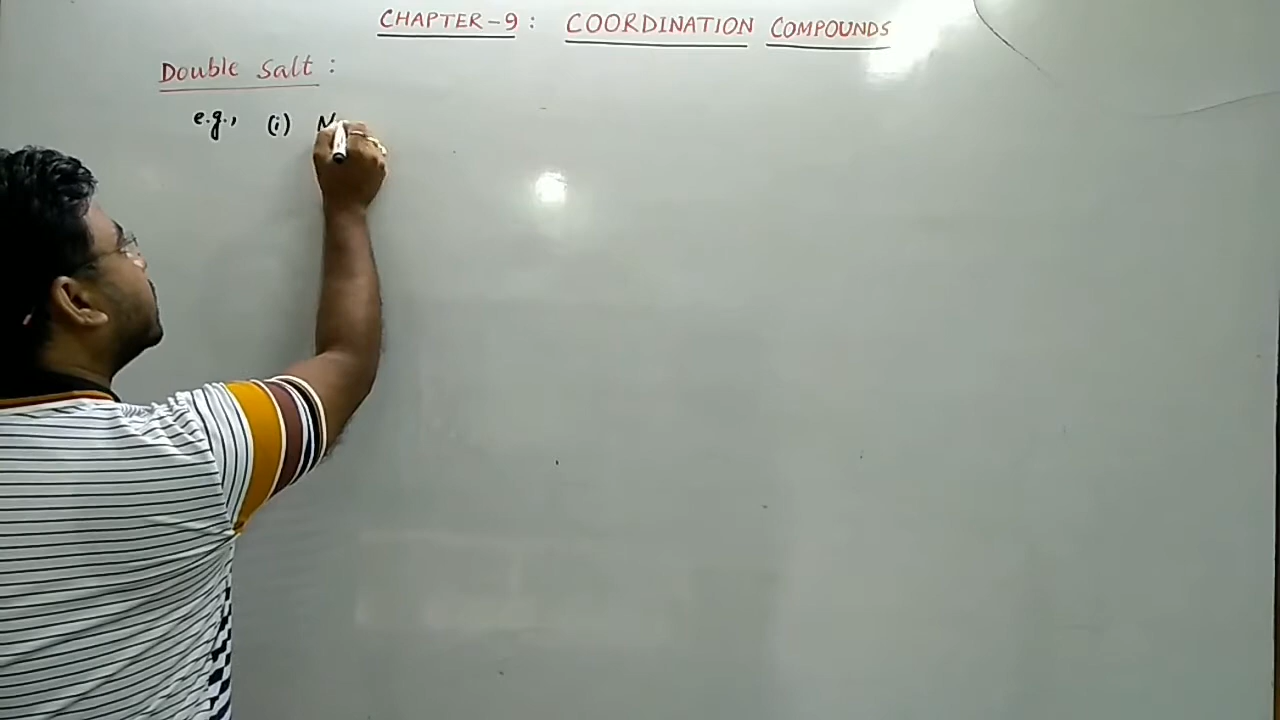 CHAPTER-9: COORDINATION COMPOUNDS
Double Salt:
e.g., (i) N